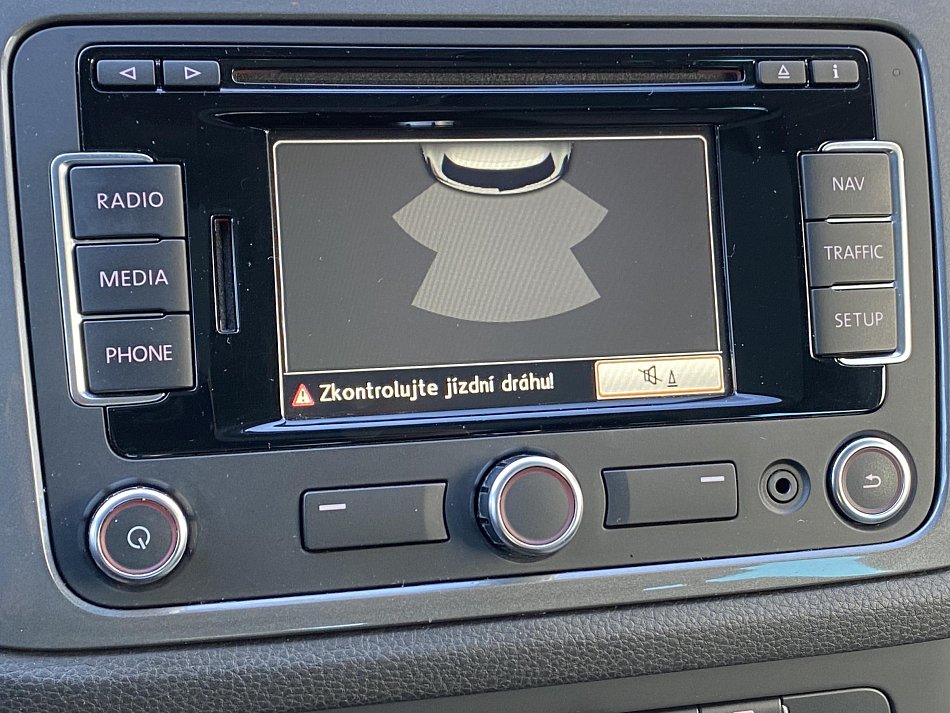 i
RADIO
NAV
MEDIA
TRAFFIC
PHONE
SETUP
Zkontrolujte jízdní dráhu!